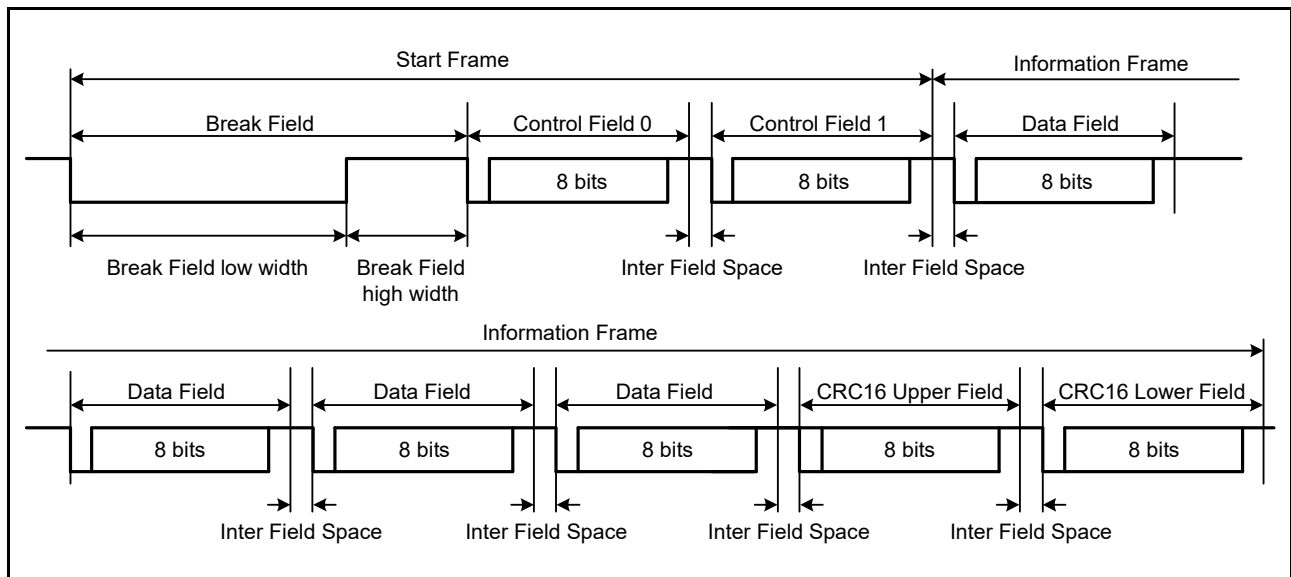 Start Frame
Information Frame
Break Field
Control Field 0
Control Field 1
Data Field
8 bits
8 bits
8 bits
Break Field low width
Break Field
high width
Inter Field Space
Inter Field Space
Information Frame
Data Field
Data Field
Data Field
CRC16 Upper Field
CRC16 Lower Field
8 bits
8 bits
8 bits
8 bits
8 bits
Inter Field Space
Inter Field Space
Inter Field Space
Inter Field Space